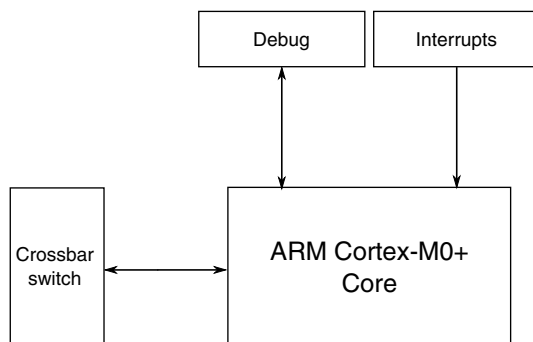 Debug
Interrupts
Crossbar
switch
ARM Cortex-M0+
Core